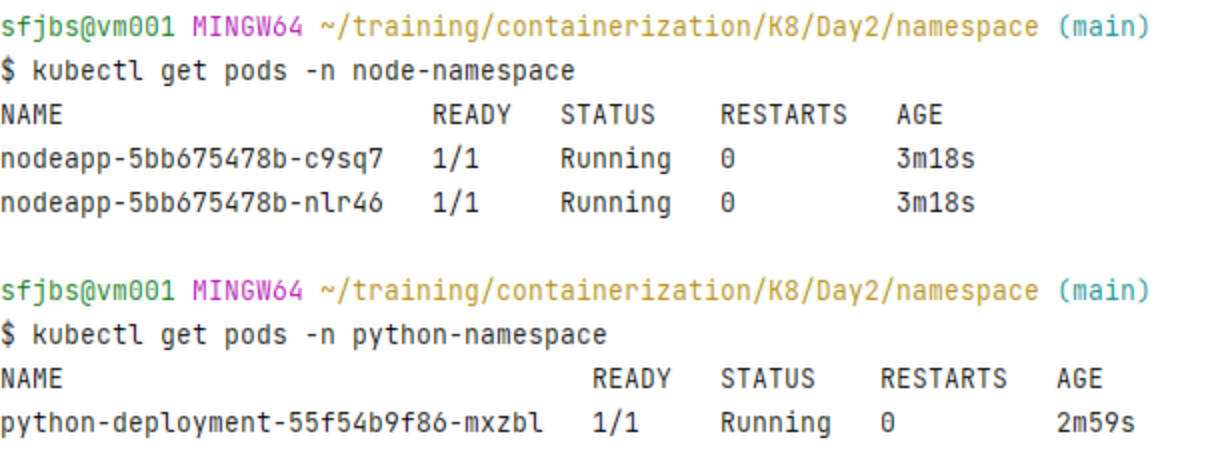 sfjbs@vm001 MINGW64 ~/training/containerization/K8/Day2/namespace (main)
$ kubectl get pods -n node-namespace
NAME                       READY   STATUS    RESTARTS   AGE
nodeapp-5bb675478b-c9sq7   1/1     Running   0          3m18s
nodeapp-5bb675478b-nlr46   1/1     Running   0          3m18s

sfjbs@vm001 MINGW64 ~/training/containerization/K8/Day2/namespace (main)
$ kubectl get pods -n python-namespace
NAME                                 READY   STATUS    RESTARTS   AGE
python-deployment-55f54b9f86-mxzbl   1/1     Running   0          2m59s